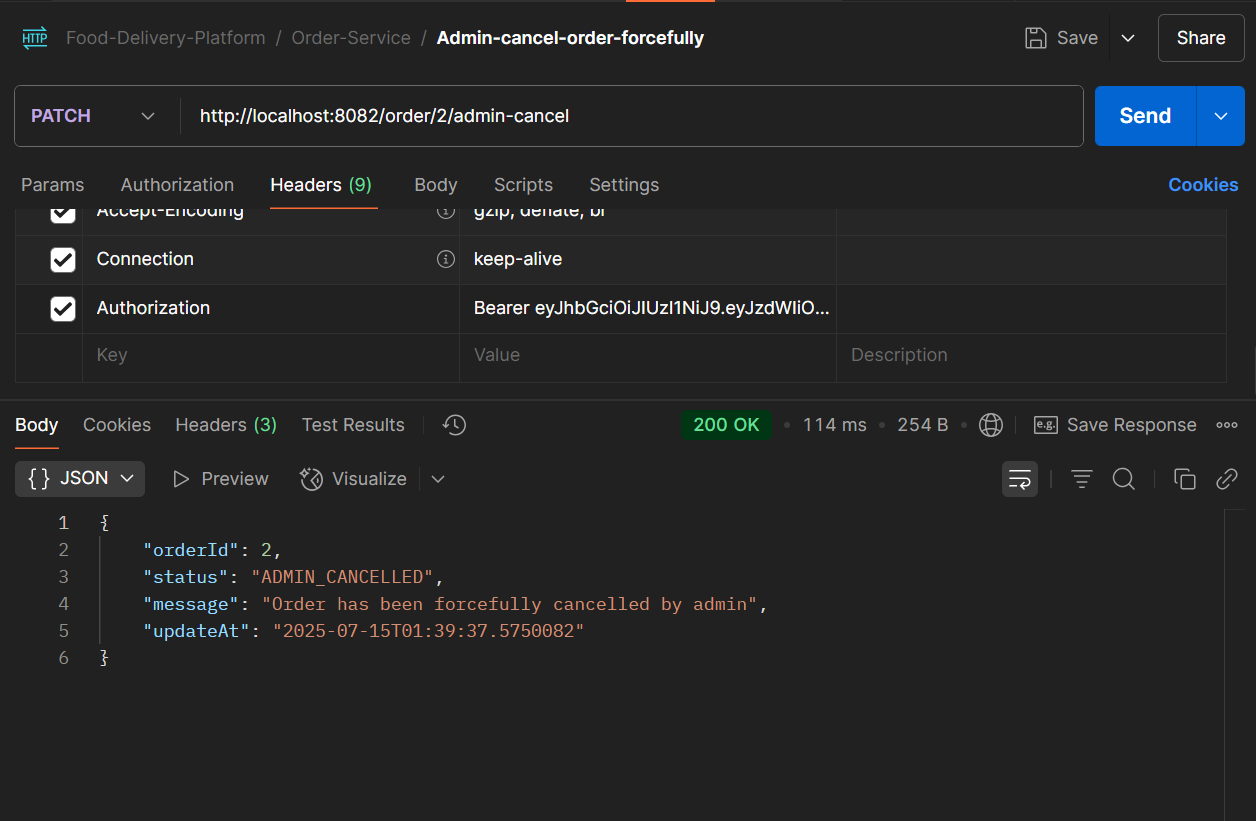 HTTP Food-Delivery-Platform / Order-Service / Admin-cancel-order-forcefully Save Share
PATCH http://localhost:8082/order/2/admin-cancel Send
Params Authorization Headers (9) Body Scripts Settings Cookies
Accept-Encoding gzip, deflate, br
Connection keep-alive
Authorization Bearer eyJhbGciOiJIUzI1NiJ9.eyJzdWIiO...
Key Value Description
Body Cookies Headers (3) Test Results 200 OK • 114 ms • 254 B • e.g. Save Response
{} JSON Preview Visualize
1 {
2 "orderId": 2,
3 "status": "ADMIN_CANCELLED",
4 "message": "Order has been forcefully cancelled by admin",
5 "updateAt": "2025-07-15T01:39:37.5750082"
6 }